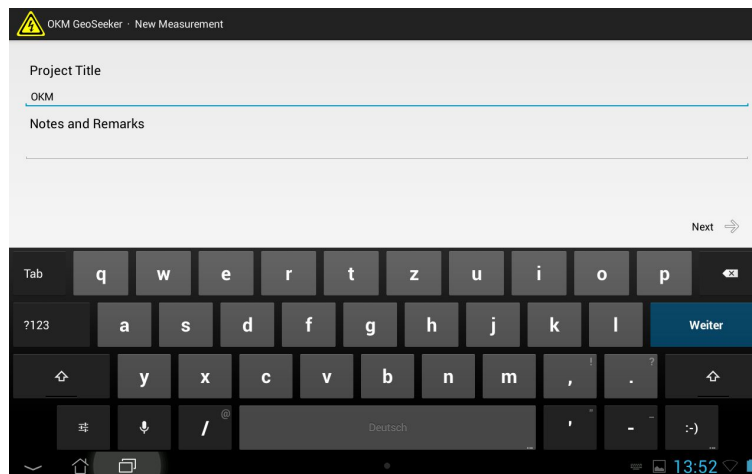 OKM GeoSeeker · New Measurement
Project Title
OKM
Notes and Remarks
Next
Tab q w e r t z u i o p
?123 a s d f g h j k l Weiter
y x c v b n m , ! . ?
/ @ Deutsch ... ' " - _ :-) ...
13:52